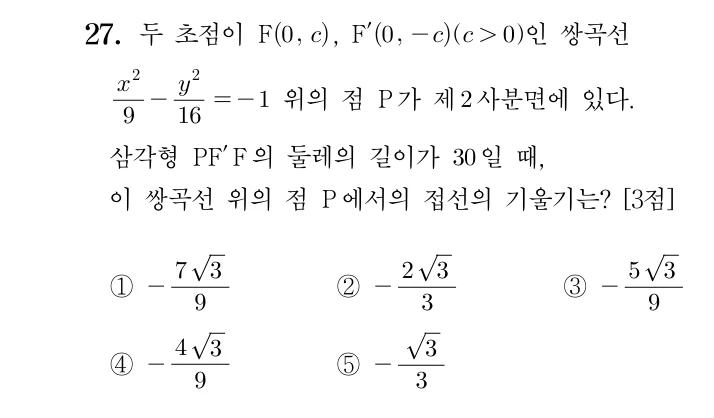 27. 두 초점이 F(0, c), F′(0, −c)(c > 0)인 쌍곡선
x²/9 − y²/16 = −1 위의 점 P가 제2사분면에 있다.
삼각형 PF′F의 둘레의 길이가 30일 때,
이 쌍곡선 위의 점 P에서의 접선의 기울기는? [3점]
① −7√3/9 ② −2√3/3 ③ −5√3/9
④ −4√3/9 ⑤ −√3/3